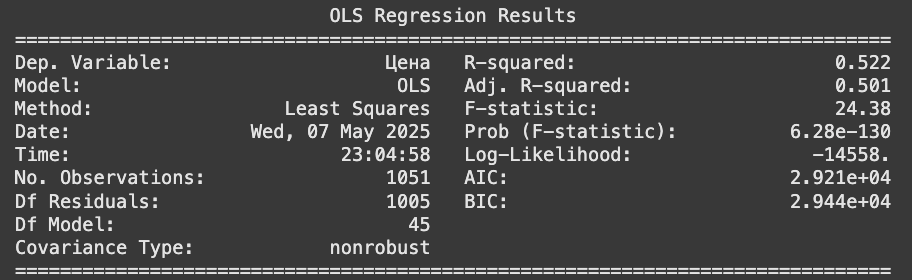 OLS Regression Results
==============================================================================
Dep. Variable: Цена R-squared: 0.522
Model: OLS Adj. R-squared: 0.501
Method: Least Squares F-statistic: 24.38
Date: Wed, 07 May 2025 Prob (F-statistic): 6.28e-130
Time: 23:04:58 Log-Likelihood: -14558.
No. Observations: 1051 AIC: 2.921e+04
Df Residuals: 1005 BIC: 2.944e+04
Df Model: 45
Covariance Type: nonrobust
==============================================================================